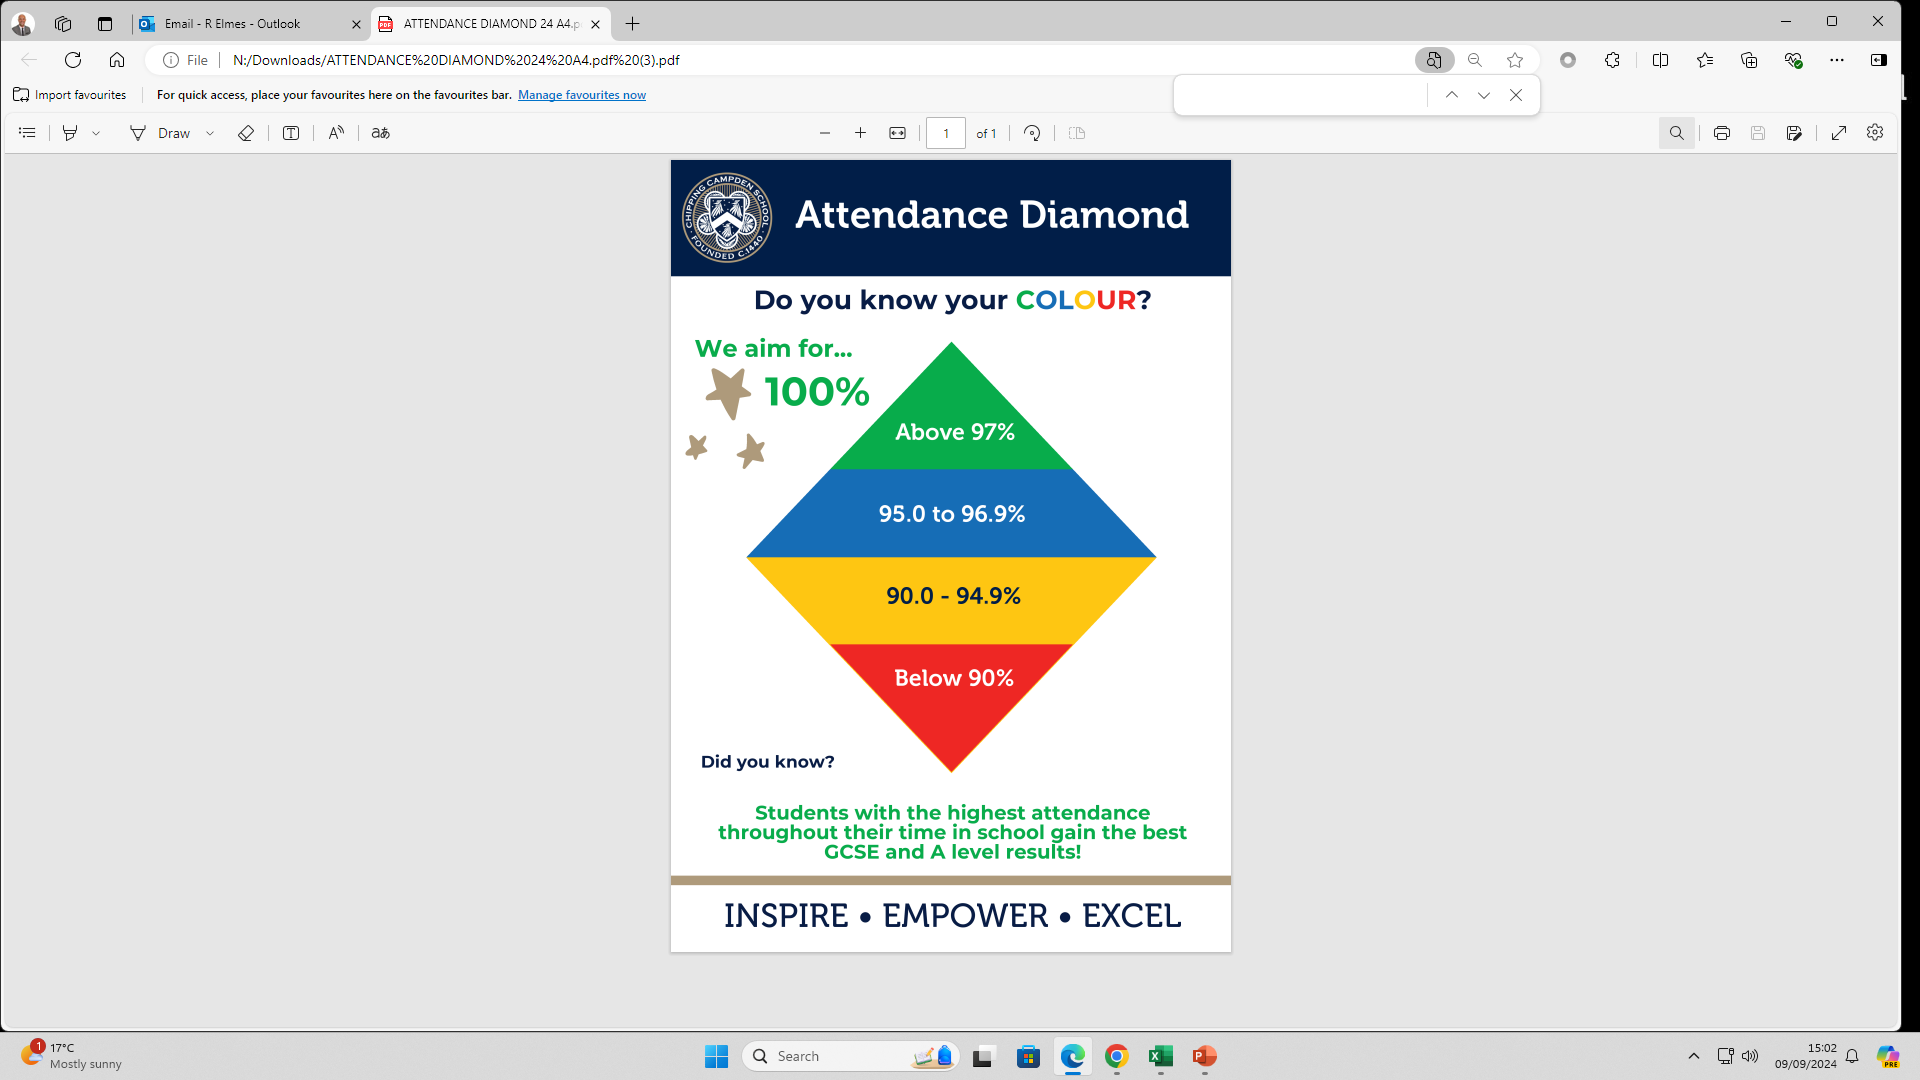 Email - R Elmes - Outlook
ATTENDANCE DIAMOND 24 A4.p
File
N:/Downloads/ATTENDANCE%20DIAMOND%2024%20A4.pdf%20(3).pdf
Import favourites
For quick access, place your favourites here on the favourites bar. Manage favourites now
Draw
aあ
1 of 1
CHIPPING CAMPDEN SCHOOL
FOUNDED C.1440
Attendance Diamond
Do you know your COLOUR?
We aim for...
100%
Above 97%
95.0 to 96.9%
90.0 - 94.9%
Below 90%
Did you know?
Students with the highest attendance
throughout their time in school gain the best
GCSE and A level results!
INSPIRE • EMPOWER • EXCEL
1
17°C
Mostly sunny
Search
15:02
09/09/2024
PRE